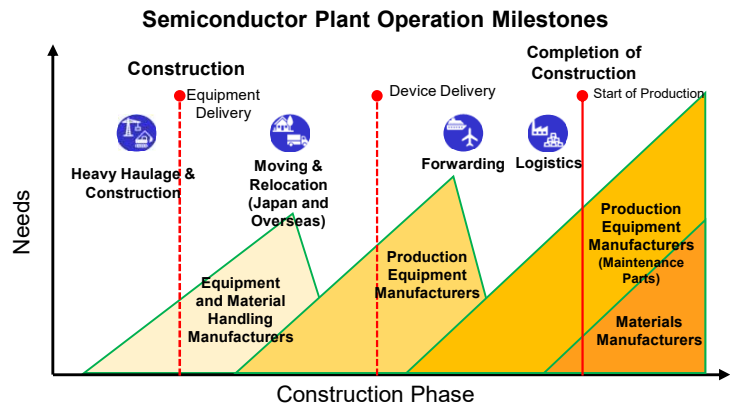 Semiconductor Plant Operation Milestones
Completion of
Construction
Construction
Equipment
Delivery
Device Delivery
Start of Production
Heavy Haulage &
Construction
Moving &
Relocation
(Japan and
Overseas)
Forwarding
Logistics
Needs
Equipment
and Material
Handling
Manufacturers
Production
Equipment
Manufacturers
Production
Equipment
Manufacturers
(Maintenance
Parts)
Materials
Manufacturers
Construction Phase